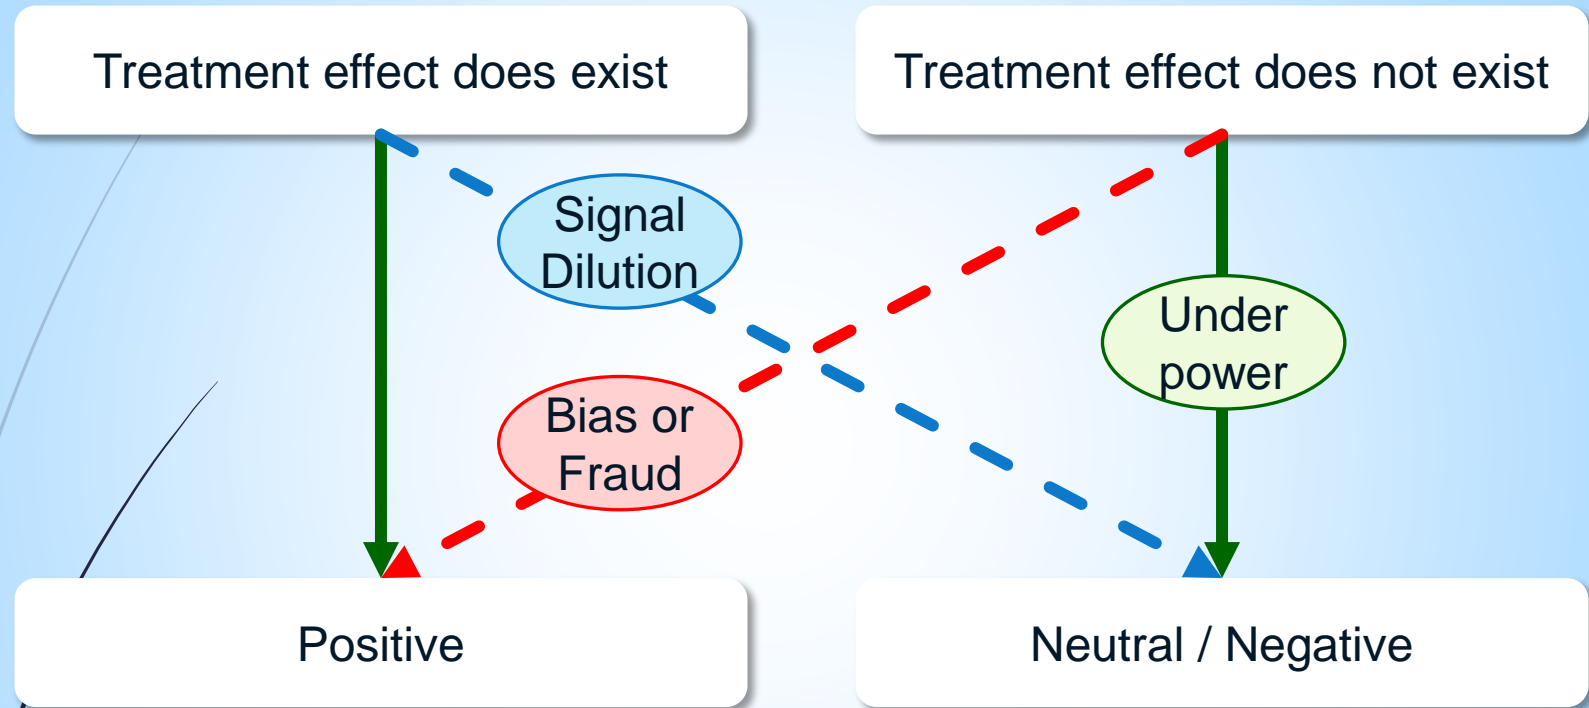 Treatment effect does exist
Treatment effect does not exist
Signal
Dilution
Under
power
Bias or
Fraud
Positive
Neutral / Negative